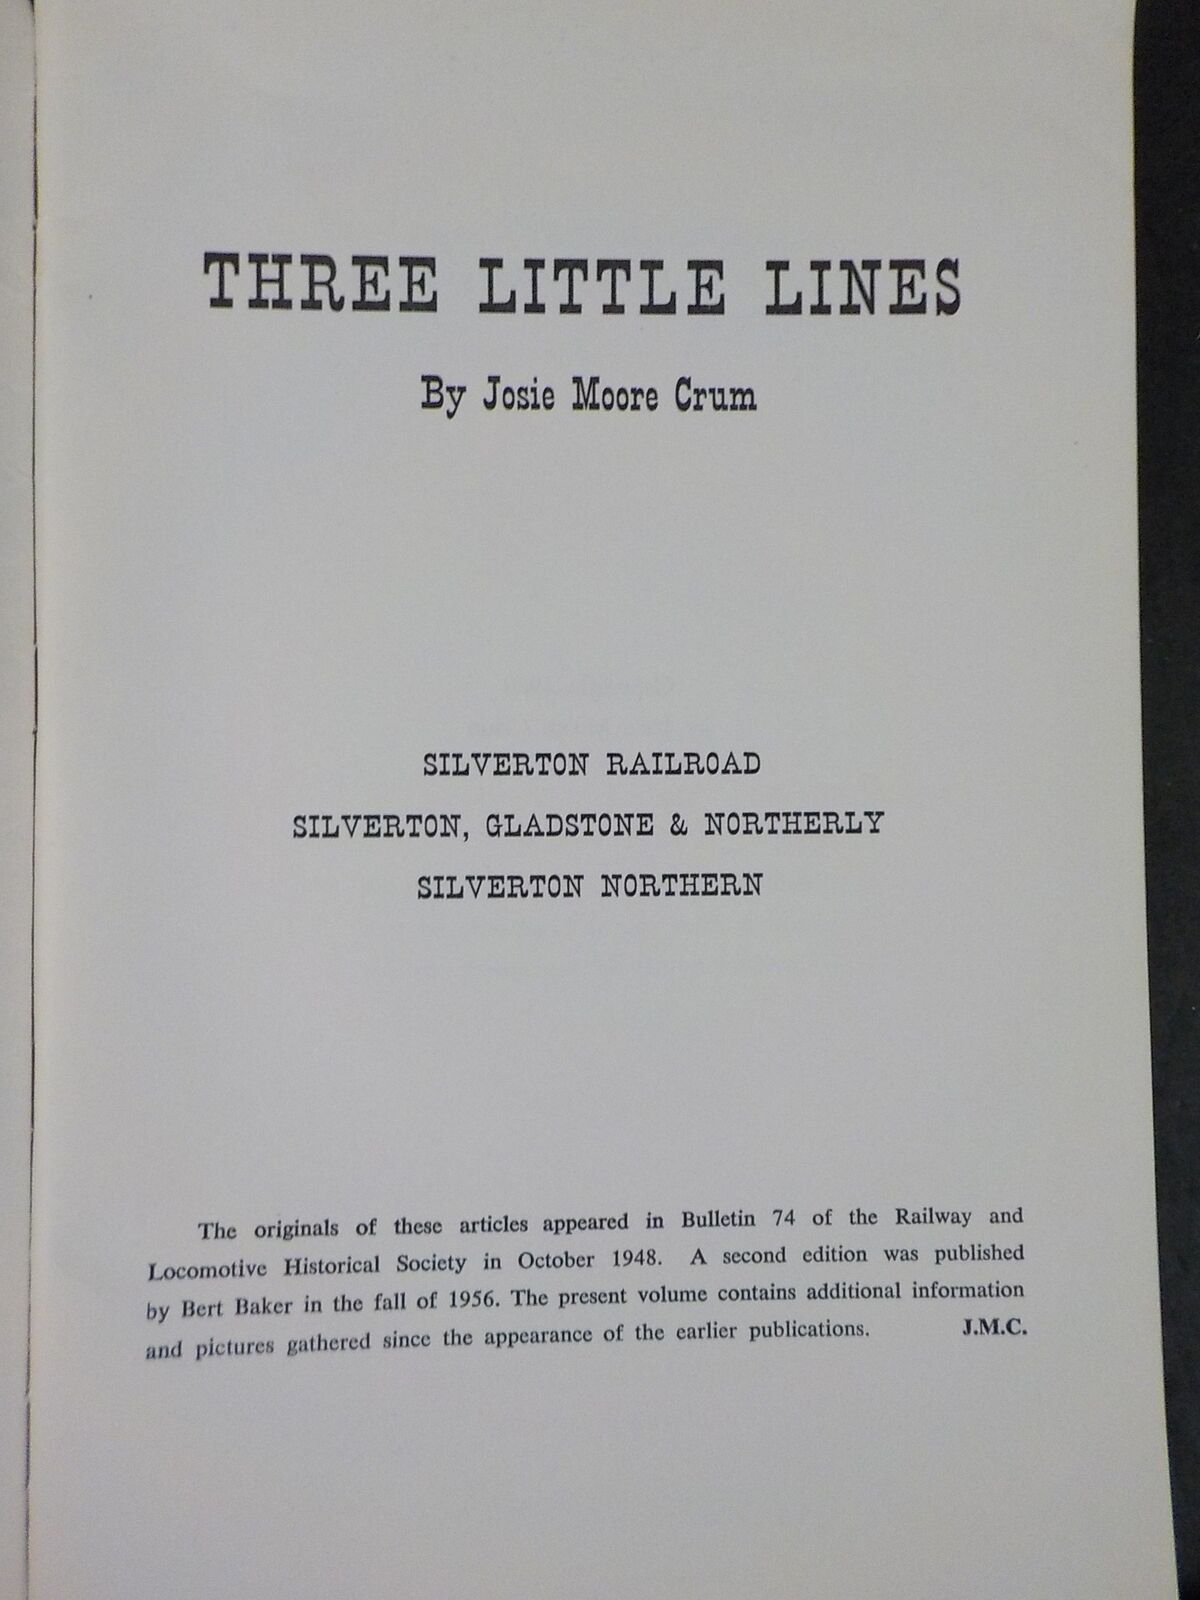 THREE LITTLE LINES
By Josie Moore Crum
SILVERTON RAILROAD
SILVERTON, GLADSTONE & NORTHERLY
SILVERTON NORTHERN
The originals of these articles appeared in Bulletin 74 of the Railway and
Locomotive Historical Society in October 1948. A second edition was published
by Bert Baker in the fall of 1956. The present volume contains additional information
and pictures gathered since the appearance of the earlier publications. J.M.C.